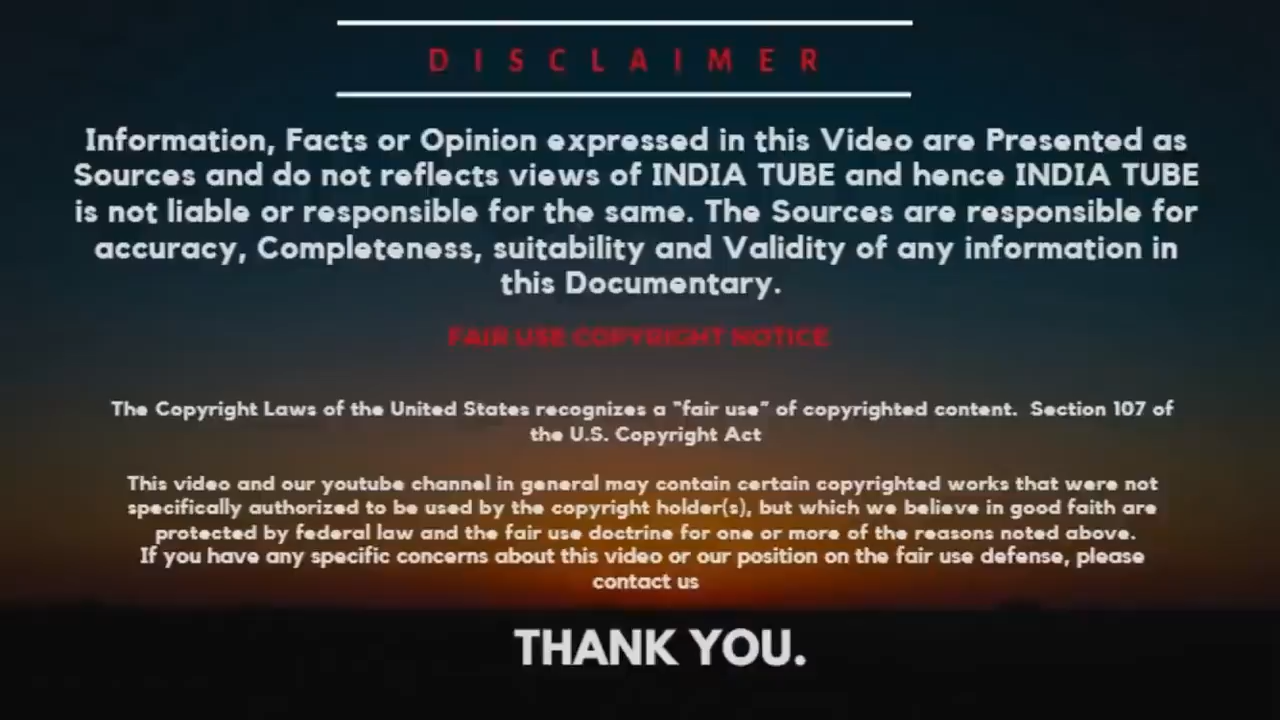 DISCLAIMER
Information, Facts or Opinion expressed in this Video are Presented as
Sources and do not reflects views of INDIA TUBE and hence INDIA TUBE
is not liable or responsible for the same. The Sources are responsible for
accuracy, Completeness, suitability and Validity of any information in
this Documentary.
FAIR USE COPYRIGHT NOTICE
The Copyright Laws of the United States recognizes a "fair use" of copyrighted content. Section 107 of
the U.S. Copyright Act
This video and our youtube channel in general may contain certain copyrighted works that were not
specifically authorized to be used by the copyright holder(s), but which we believe in good faith are
protected by federal law and the fair use doctrine for one or more of the reasons noted above.
If you have any specific concerns about this video or our position on the fair use defense, please
contact us
THANK YOU.